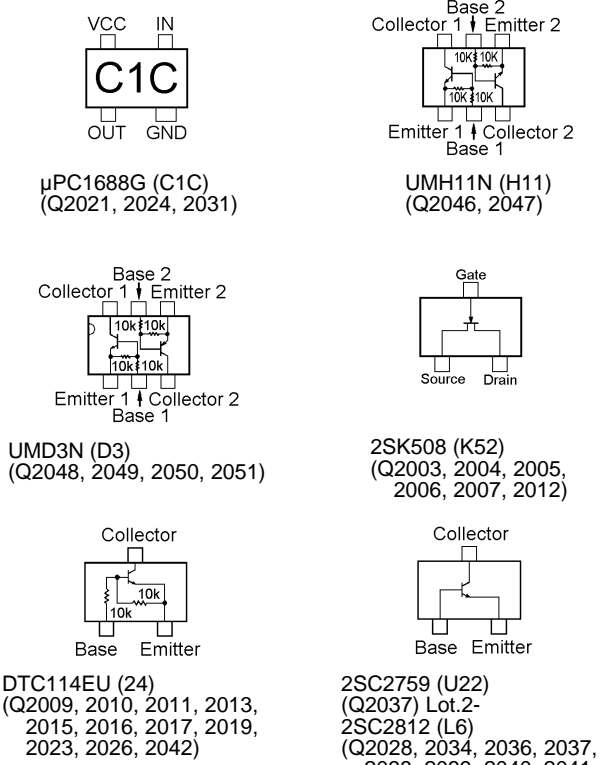 VCC IN
C1C
OUT GND
µPC1688G (C1C)
(Q2021, 2024, 2031)
Base 2
Collector 1 Emitter 2
10K 10K
10K 10K
Emitter 1 Collector 2
Base 1
UMH11N (H11)
(Q2046, 2047)
Base 2
Collector 1 Emitter 2
10k 10k
10k 10k
Emitter 1 Collector 2
Base 1
UMD3N (D3)
(Q2048, 2049, 2050, 2051)
Gate
Source Drain
2SK508 (K52)
(Q2003, 2004, 2005,
2006, 2007, 2012)
Collector
10k
10k
Base Emitter
DTC114EU (24)
(Q2009, 2010, 2011, 2013,
2015, 2016, 2017, 2019,
2023, 2026, 2042)
Collector
Base Emitter
2SC2759 (U22)
(Q2037) Lot.2-
2SC2812 (L6)
(Q2028, 2034, 2036, 2037,